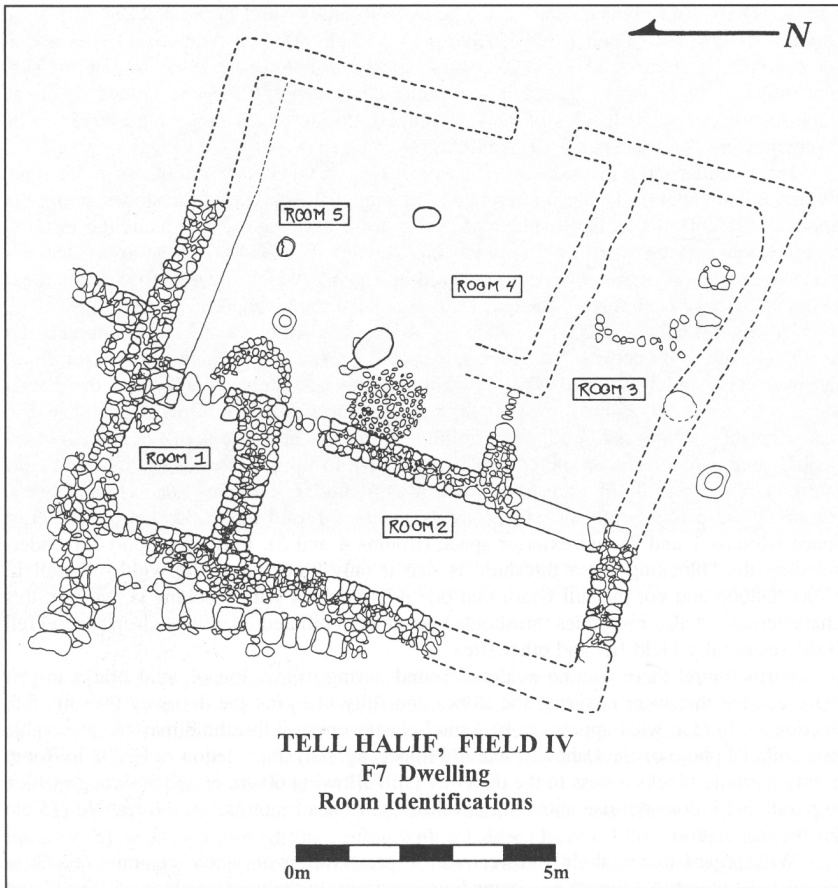 N
ROOM 5
ROOM 4
ROOM 3
ROOM 1
ROOM 2
TELL HALIF, FIELD IV
F7 Dwelling
Room Identifications
0m 5m